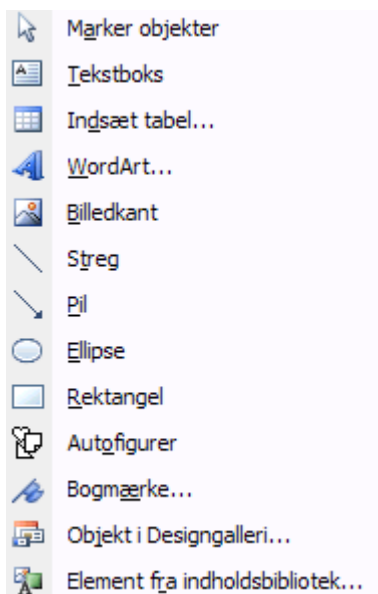 Marker objekter
Tekstboks
Indsæt tabel...
WordArt...
Billedkant
Streg
Pil
Ellipse
Rektangel
Autofigurer
Bogmærke...
Objekt i Designgalleri...
Element fra indholdsbibliotek...